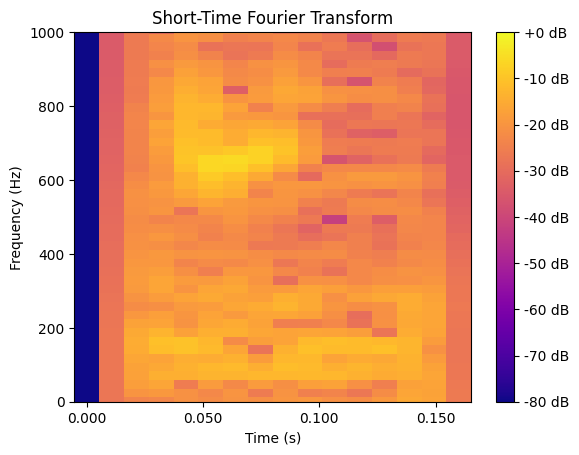 Short-Time Fourier Transform
1000
800
600
400
200
0
Frequency (Hz)
0.000
0.050
0.100
0.150
Time (s)
+0 dB
-10 dB
-20 dB
-30 dB
-40 dB
-50 dB
-60 dB
-70 dB
-80 dB